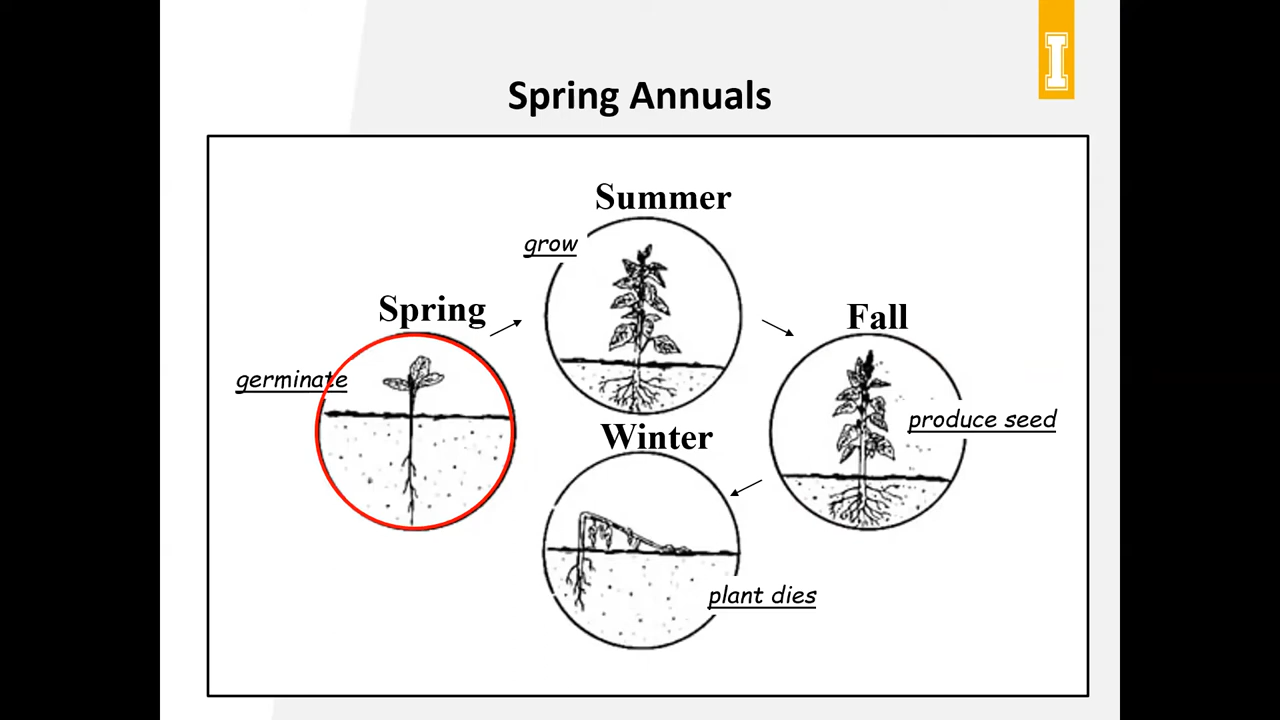 I
Spring Annuals
Summer
grow
Spring
Fall
germinate
produce seed
Winter
plant dies